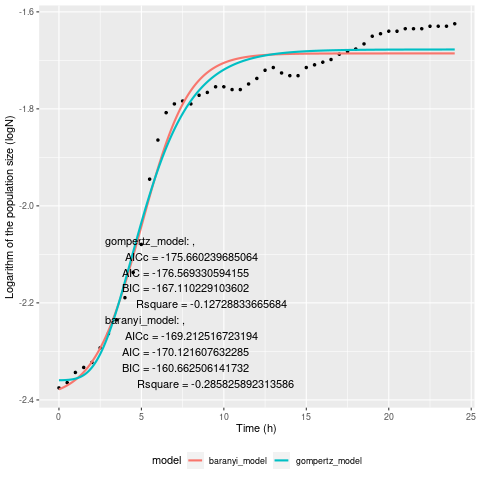 -1.6
-1.8
-2.0
-2.2
-2.4
Logarithm of the population size (logN)
gompertz_model: ,
AICc = -175.660239685064
AIC = -176.569330594155
BIC = -167.110229103602
Rsquare = -0.12728833665684
baranyi_model: ,
AICc = -169.212516723194
AIC = -170.121607632285
BIC = -160.662506141732
Rsquare = -0.285825892313586
0 5 10 15 20 25
Time (h)
model baranyi_model gompertz_model